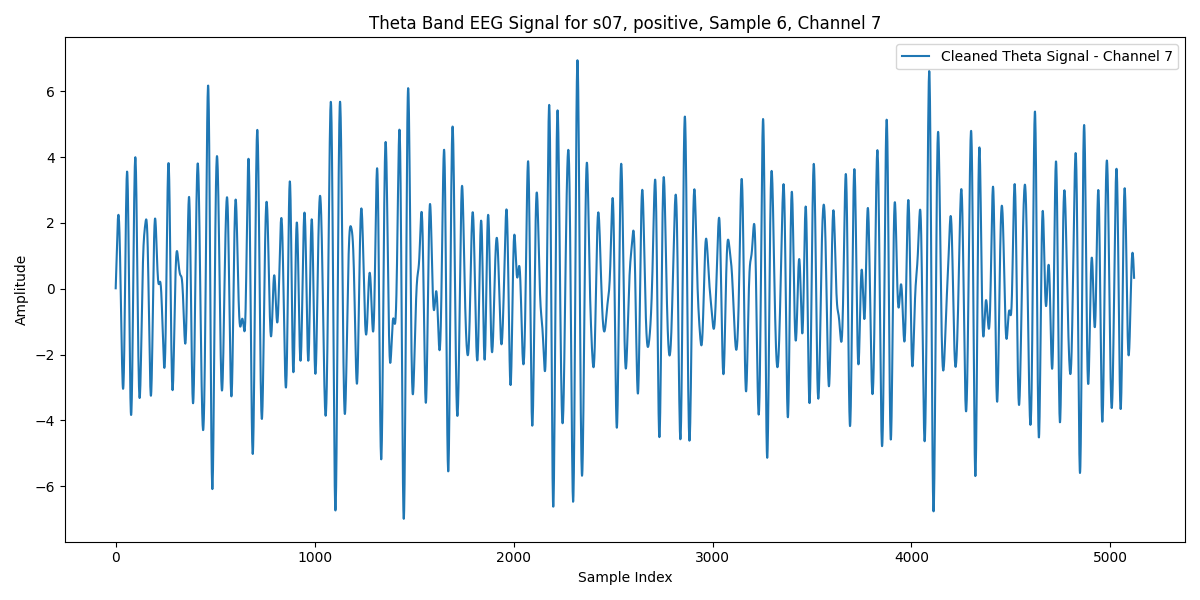 Theta Band EEG Signal for s07, positive, Sample 6, Channel 7
Cleaned Theta Signal - Channel 7
Amplitude
6
4
2
0
−2
−4
−6
0 1000 2000 3000 4000 5000
Sample Index